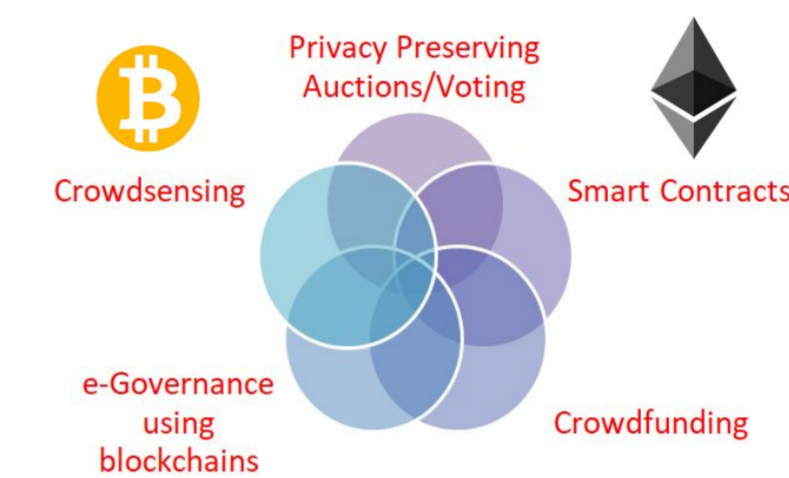 Privacy Preserving
Auctions/Voting
Crowdsensing
Smart Contracts
e-Governance
using
blockchains
Crowdfunding